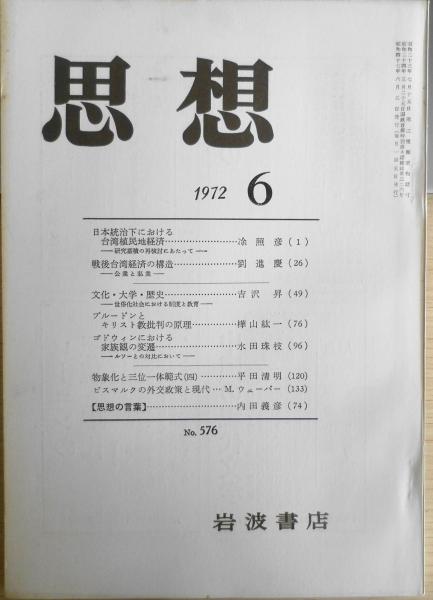 思想
1972 6
日本統治下における
台湾植民地経済……………………凃照彦(1)
――研究蓄積の再検討にあたって――
戦後台湾経済の構造………………劉進慶(26)
――公業と私業――
文化・大学・歴史…………………吉沢昇(49)
――世俗化社会における制度と教育――
プルードンと
キリスト教批判の原理……………樺山紘一(76)
ゴドウィンにおける
家族観の変遷………………………水田珠枝(96)
――ルソーとの対比において――
物象化と三位一体範式(四)………平田清明(120)
ビスマルクの外交政策と現代…M.ウェーバー(133)
【思想の言葉】……………………内田義彦(74)
No. 576
岩波書店